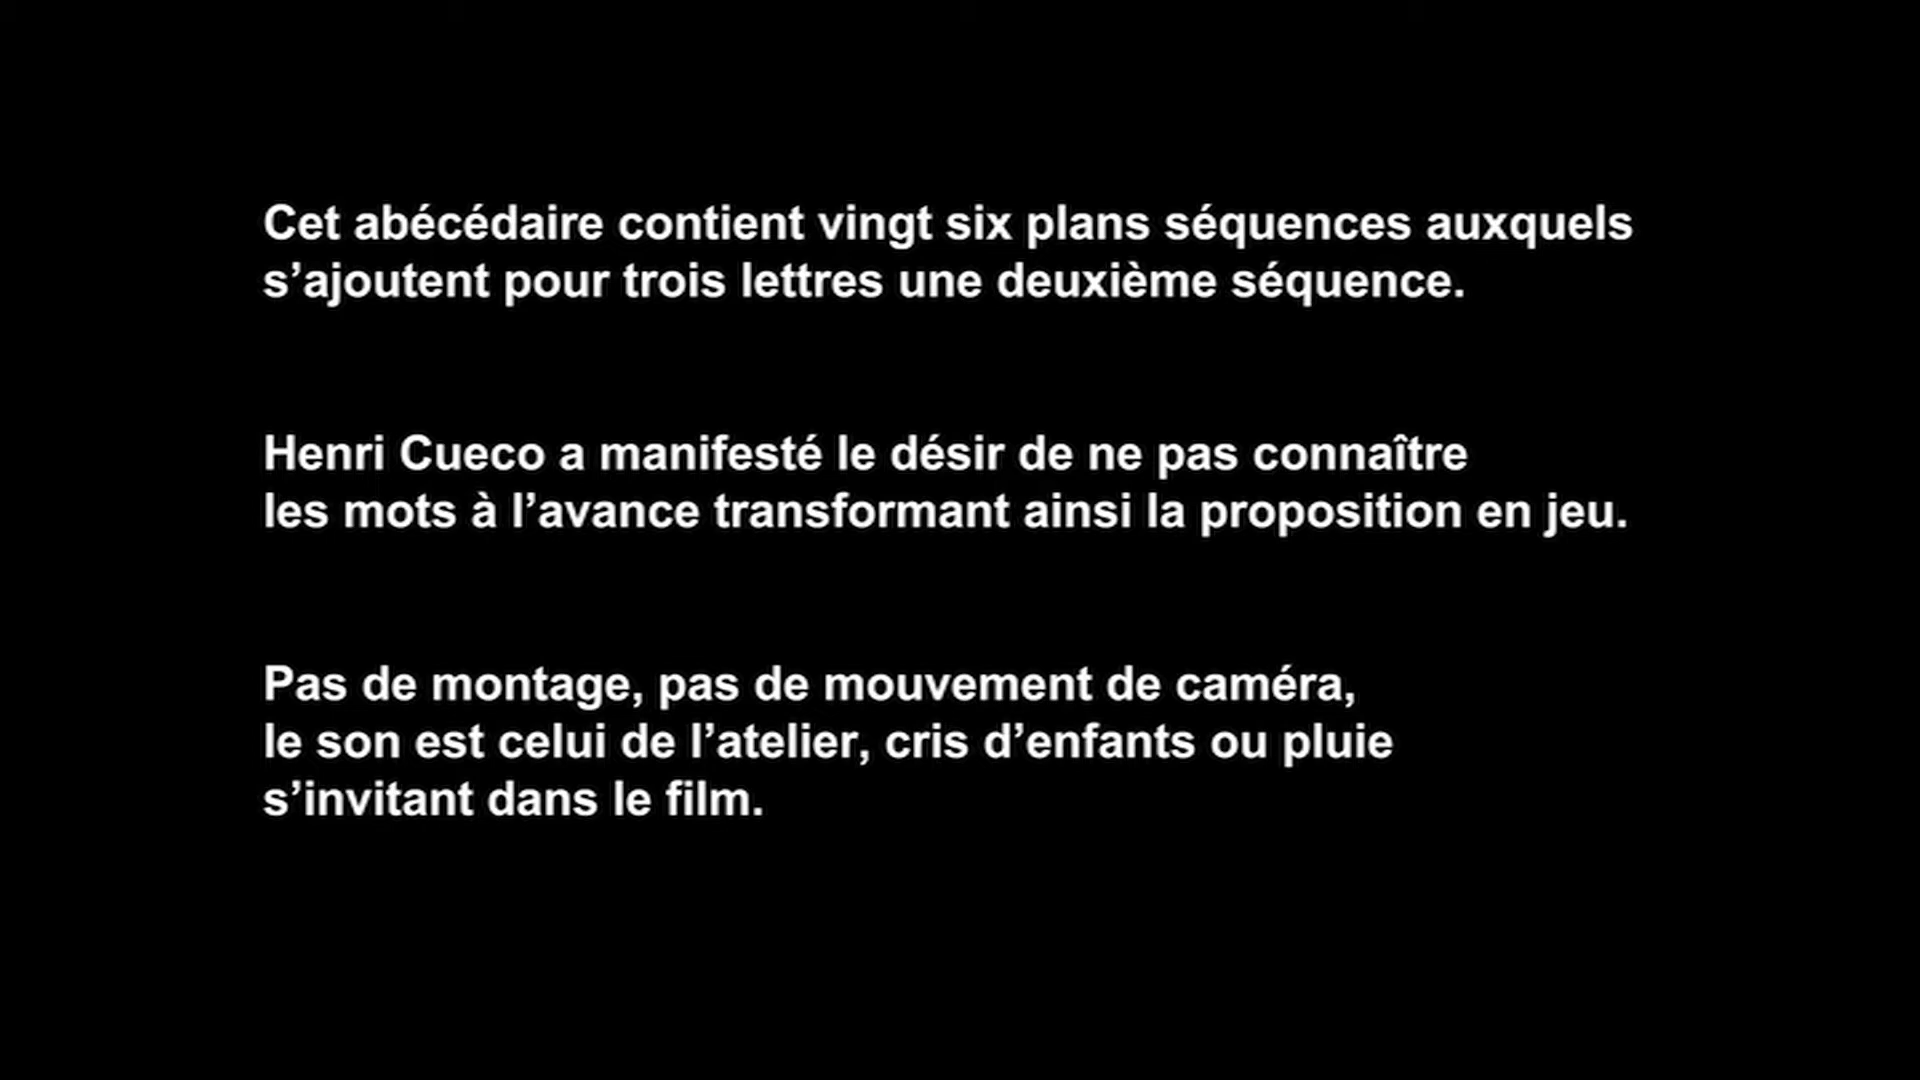 Cet abécédaire contient vingt six plans séquences auxquels
s’ajoutent pour trois lettres une deuxième séquence.
Henri Cueco a manifesté le désir de ne pas connaître
les mots à l’avance transformant ainsi la proposition en jeu.
Pas de montage, pas de mouvement de caméra,
le son est celui de l’atelier, cris d’enfants ou pluie
s’invitant dans le film.